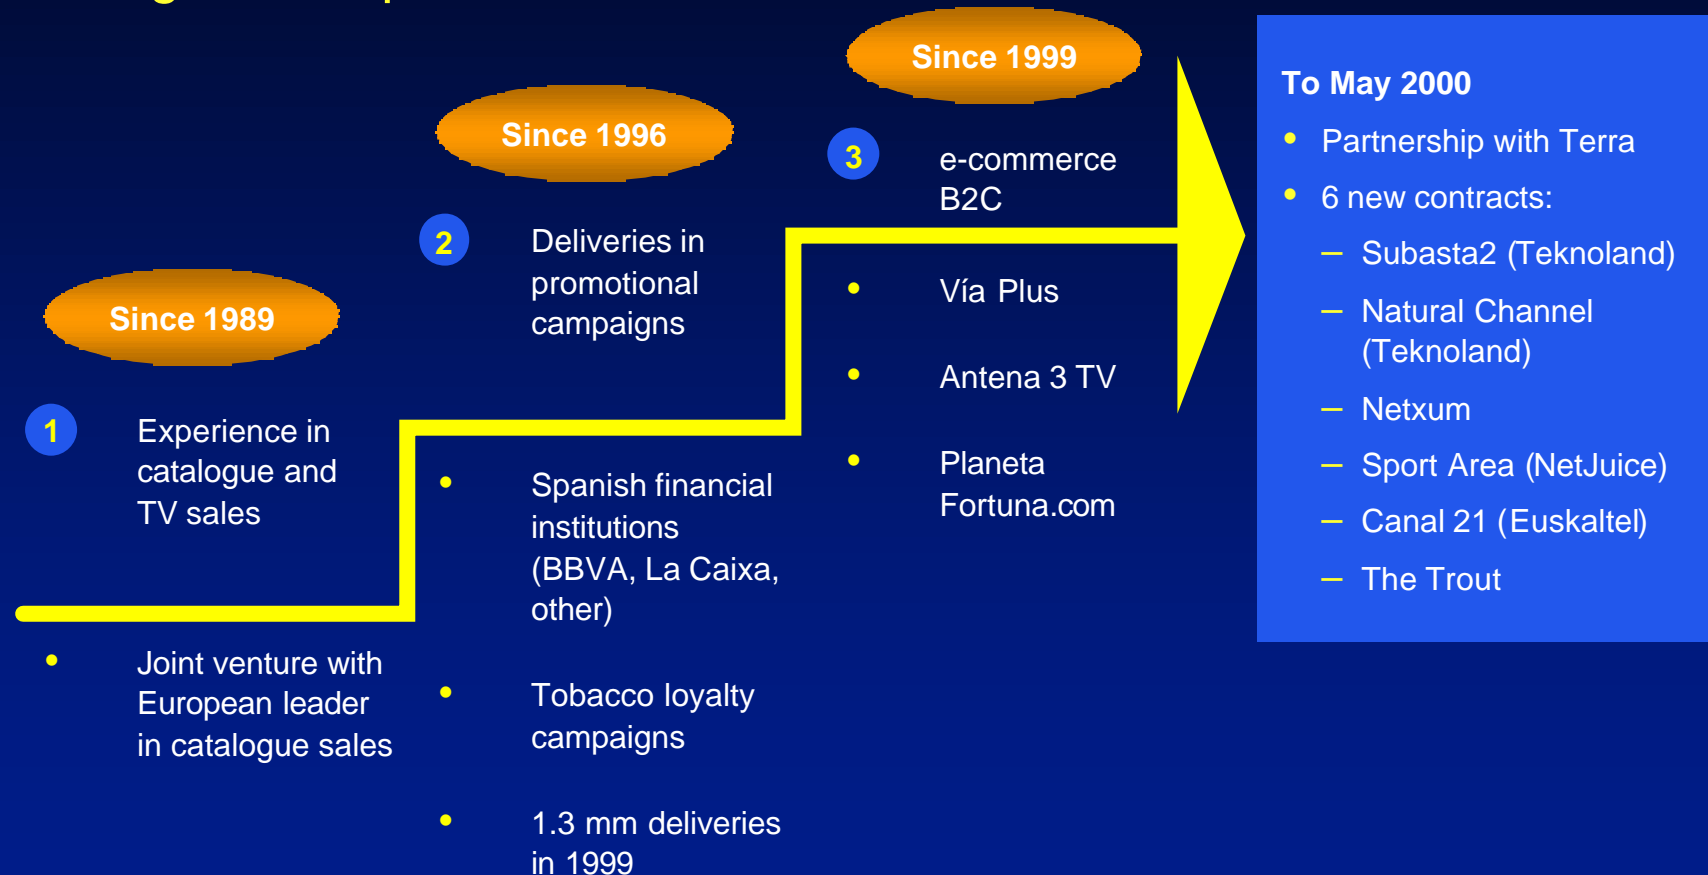 Since 1989
1
Experience in
catalogue and
TV sales
• Joint venture with
European leader
in catalogue sales
Since 1996
2
Deliveries in
promotional
campaigns
• Spanish financial
institutions
(BBVA, La Caixa,
other)
• Tobacco loyalty
campaigns
• 1.3 mm deliveries
in 1999
Since 1999
3
e-commerce
B2C
• Vía Plus
• Antena 3 TV
• Planeta
Fortuna.com
To May 2000
• Partnership with Terra
• 6 new contracts:
– Subasta2 (Teknoland)
– Natural Channel
(Teknoland)
– Netxum
– Sport Area (NetJuice)
– Canal 21 (Euskaltel)
– The Trout